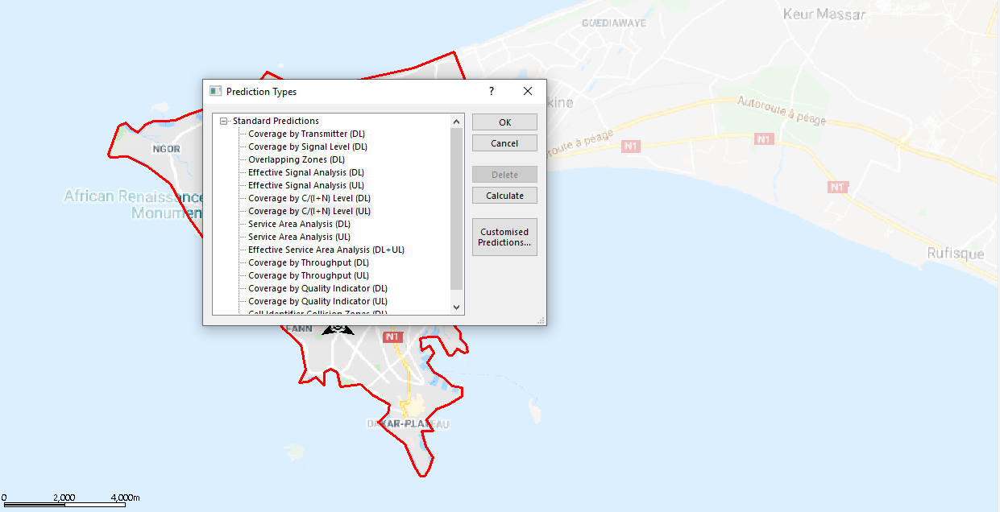 Keur Massar
GUEDIAWAYE
Prediction Types
?
kine
Autoroute à péage
Standard Predictions
OK
Coverage by Transmitter (DL)
Coverage by Signal Level (DL)
Cancel
N1
N1
route à péage
NGOR
Overlapping Zones (DL)
Effective Signal Analysis (DL)
Delete
Effective Signal Analysis (UL)
N1
African Renaissance
Monumen
Coverage by C/(I+N) Level (DL)
Calculate
Coverage by C/(I+N) Level (UL)
Service Area Analysis (DL)
Service Area Analysis (UL)
Customised
Predictions...
Effective Service Area Analysis (DL+UL)
Rufisque
Coverage by Throughput (DL)
Coverage by Throughput (UL)
Coverage by Quality Indicator (DL)
Coverage by Quality Indicator (UL)
Cell Identifier Collision Zones (DL)
FANN
N1
DAKAR-PLATEAU
0 2,000 4,000m